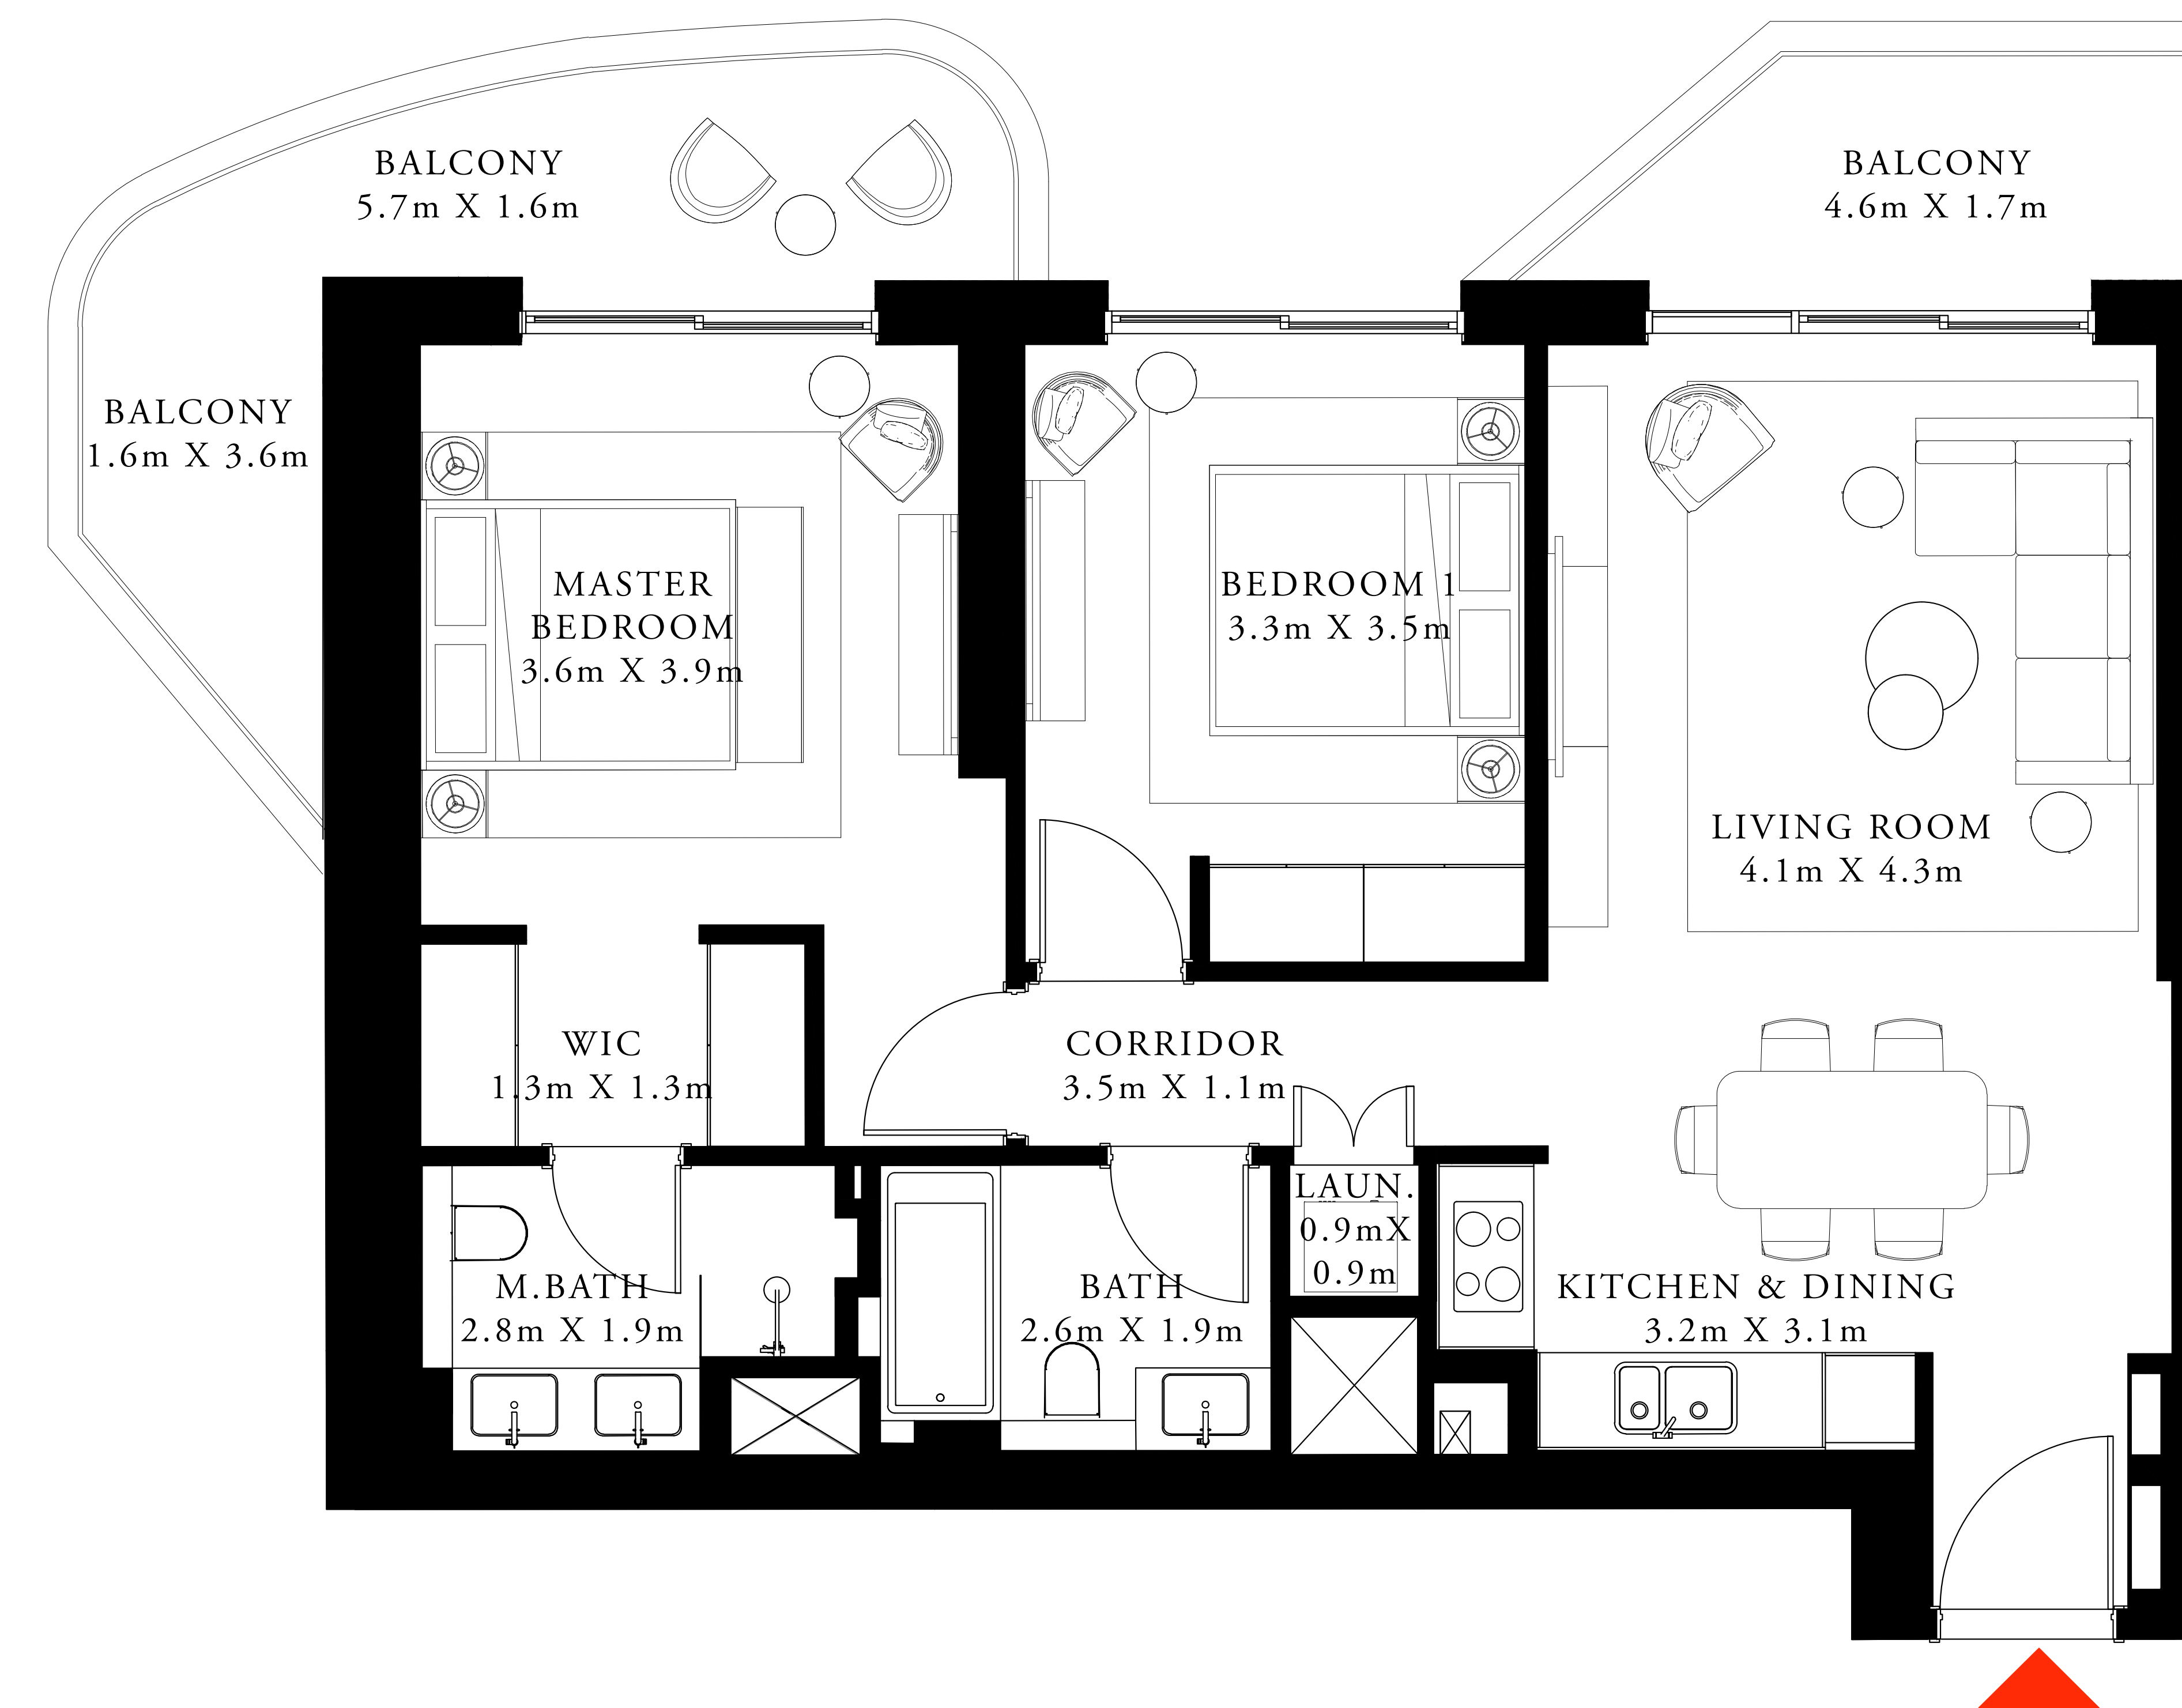 BALCONY
5.7m X 1.6m
BALCONY
4.6m X 1.7m
BALCONY
1.6m X 3.6m
MASTER
BEDROOM
3.6m X 3.9m
BEDROOM 1
3.3m X 3.5m
LIVING ROOM
4.1m X 4.3m
WIC
1.3m X 1.3m
CORRIDOR
3.5m X 1.1m
LAUN.
0.9mX
0.9m
M.BATH
2.8m X 1.9m
BATH
2.6m X 1.9m
KITCHEN & DINING
3.2m X 3.1m